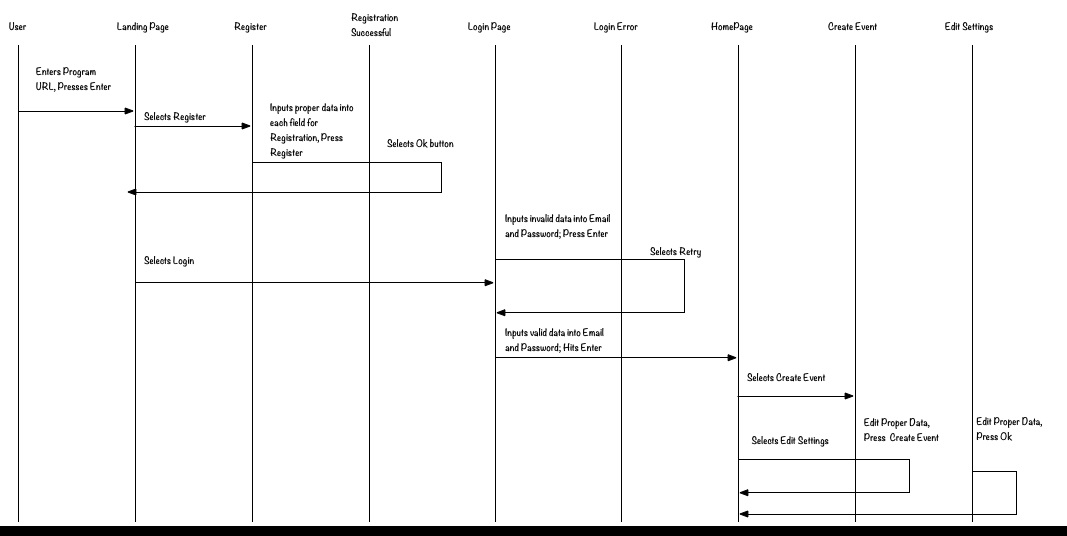 User
Landing Page
Register
Registration
Successful
Login Page
Login Error
HomePage
Create Event
Edit Settings
Enters Program
URL, Presses Enter
Selects Register
Inputs proper data into
each field for
Registration, Press
Register
Selects Ok button
Inputs invalid data into Email
and Password; Press Enter
Selects Retry
Selects Login
Inputs valid data into Email
and Password; Hits Enter
Selects Create Event
Edit Proper Data,
Press Create Event
Edit Proper Data,
Press Ok
Selects Edit Settings